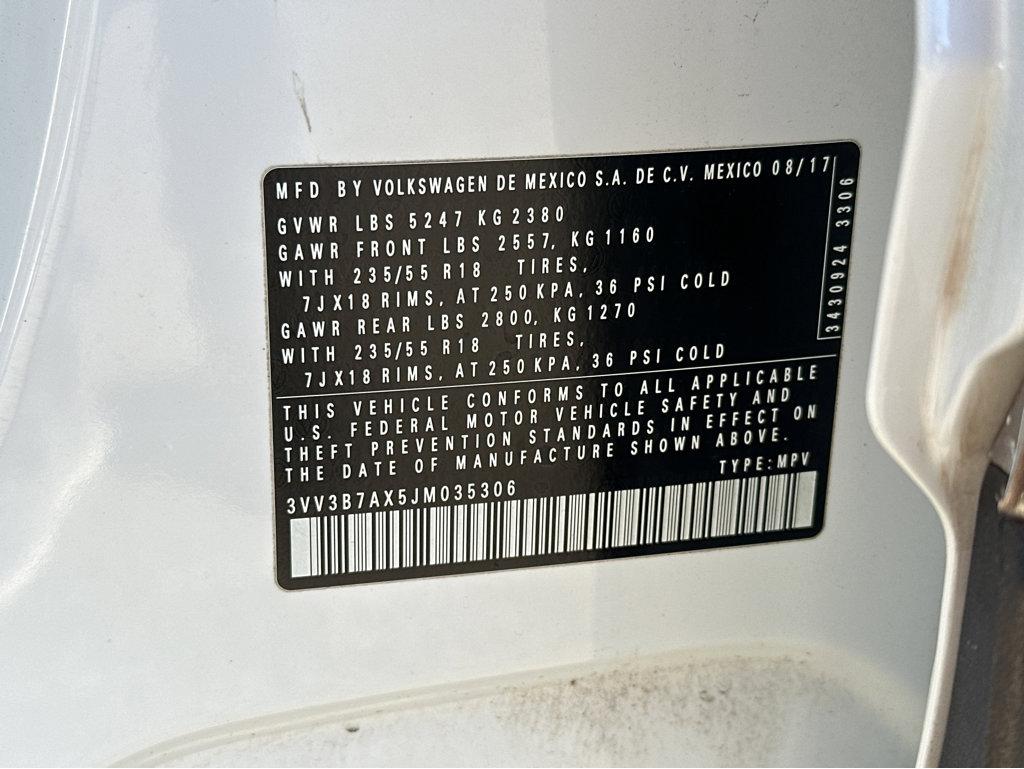 MFD BY VOLKSWAGEN DE MEXICO S.A. DE C.V. MEXICO 08/17
GVWR LBS 5247 KG 2380
GAWR FRONT LBS 2557, KG 1160
WITH 235/55 R18 TIRES,
7JX18 RIMS, AT 250 KPA, 36 PSI COLD
GAWR REAR LBS 2800, KG 1270
WITH 235/55 R18 TIRES,
7JX18 RIMS, AT 250 KPA, 36 PSI COLD
3430924 3306
THIS VEHICLE CONFORMS TO ALL APPLICABLE
U.S. FEDERAL MOTOR VEHICLE SAFETY AND
THEFT PREVENTION STANDARDS IN EFFECT ON
THE DATE OF MANUFACTURE SHOWN ABOVE.
TYPE: MPV
3VV3B7AX5JM035306